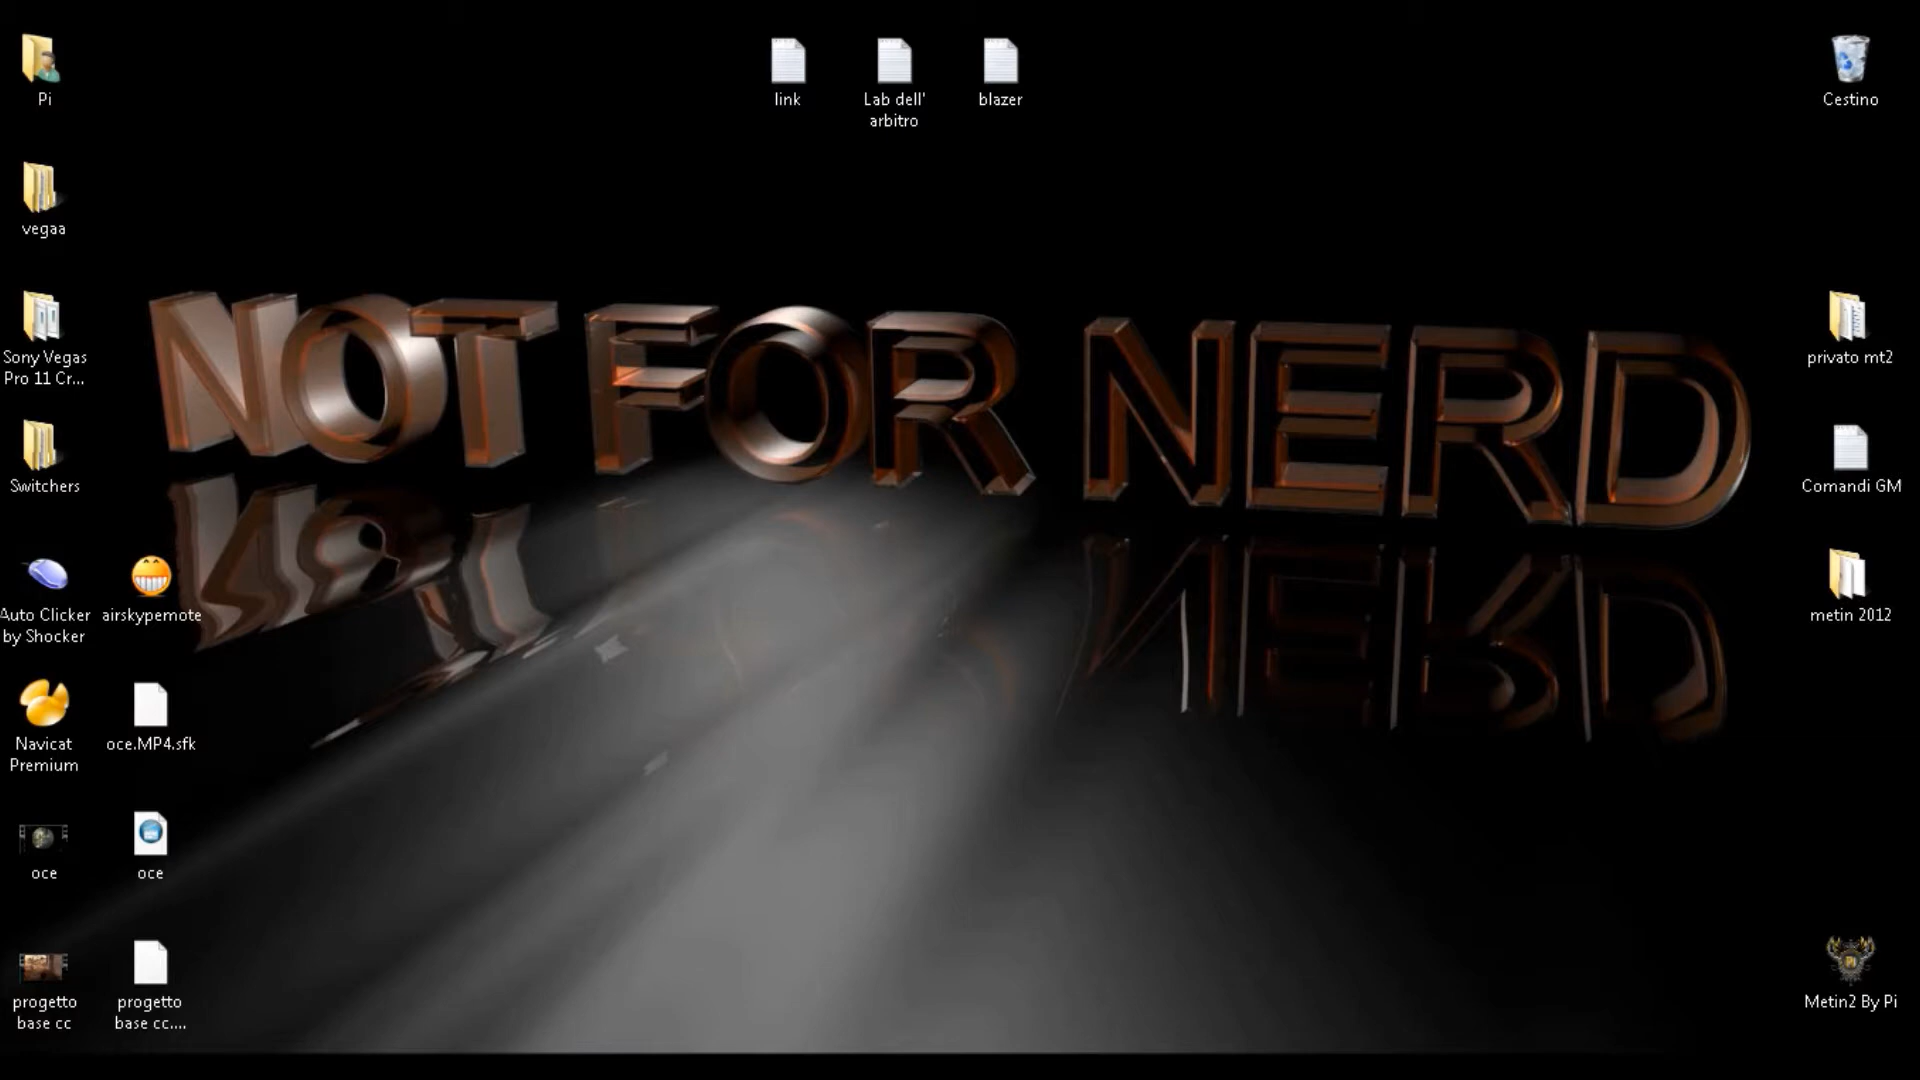 Pi
link
Lab dell'
arbitro
blazer
Cestino
vegaa
NOT FOR NERD
Sony Vegas
Pro 11 Cr...
privato mt2
Switchers
Comandi GM
Auto Clicker
by Shocker
airskypemote
metin 2012
Navicat
Premium
oce.MP4.sfk
oce
oce
progetto
base cc
progetto
base cc....
Metin2 By Pi